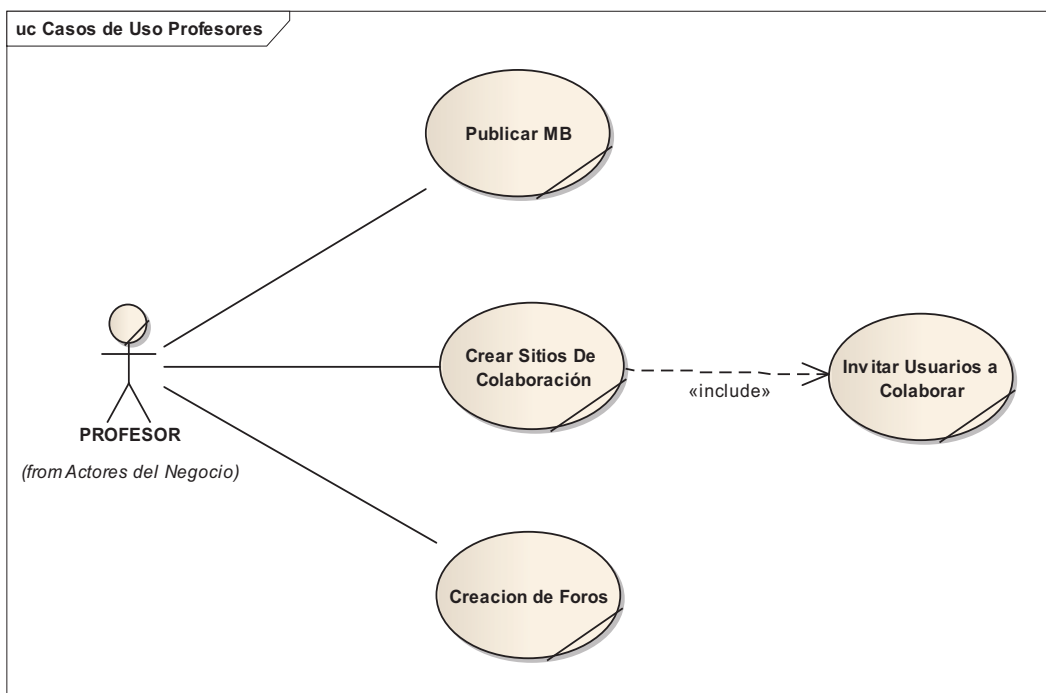 uc Casos de Uso Profesores
Publicar MB
Crear Sitios De
Colaboración
«include»
Invitar Usuarios a
Colaborar
PROFESOR
(from Actores del Negocio)
Creacion de Foros